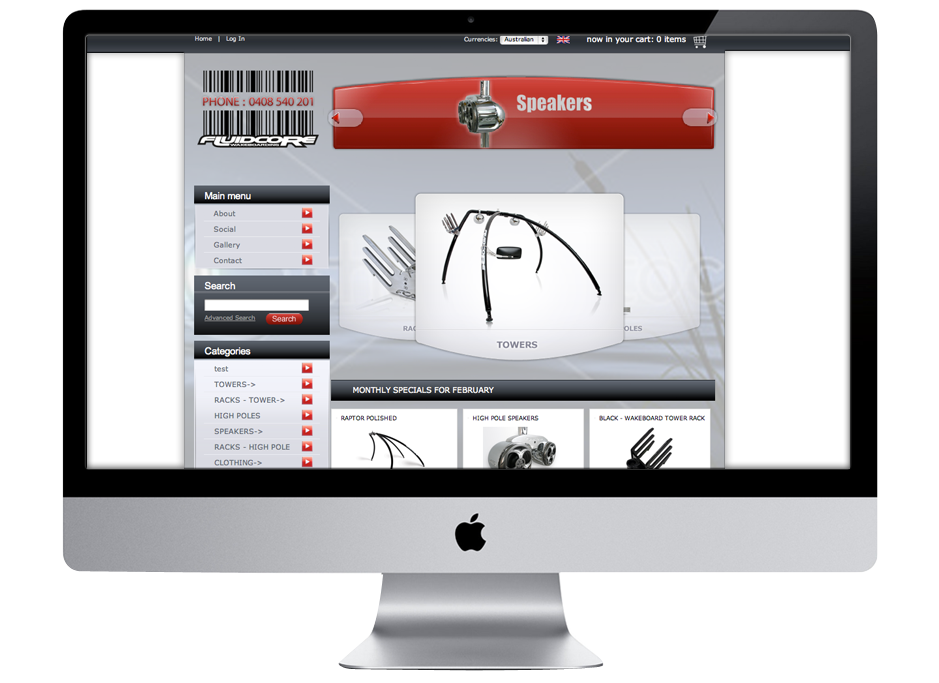 Home | Log In
Currencies: Australian
now in your cart: 0 items
PHONE : 0408 540 201
FLUIDCORE
WAKEBOARDING
Speakers
Main menu
About
Social
Gallery
Contact
Search
Advanced Search Search
Categories
test
TOWERS->
RACKS - TOWER->
HIGH POLES
SPEAKERS->
RACKS - HIGH POLE
CLOTHING->
RAC
TOWERS
OLES
MONTHLY SPECIALS FOR FEBRUARY
RAPTOR POLISHED
HIGH POLE SPEAKERS
BLACK - WAKEBOARD TOWER RACK